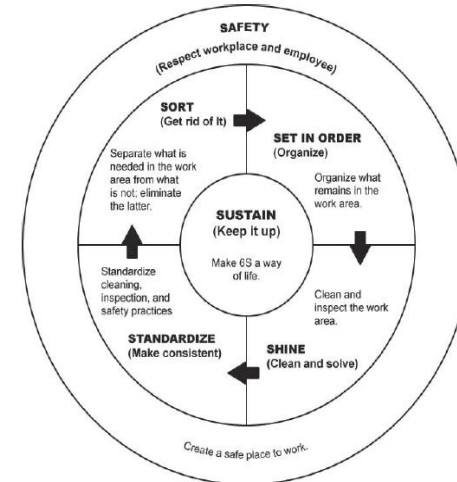 SAFETY
(Respect workplace and employee)
SORT
(Get rid of It)
Separate what is
needed in the work
area from what
is not; eliminate
the latter.
SET IN ORDER
(Organize)
Organize what
remains in the
work area.
SUSTAIN
(Keep it up)
Make 6S a way
of life.
Clean and
inspect the work
area.
SHINE
(Clean and solve)
Standardize
cleaning,
inspection, and
safety practices
STANDARDIZE
(Make consistent)
Create a safe place to work.